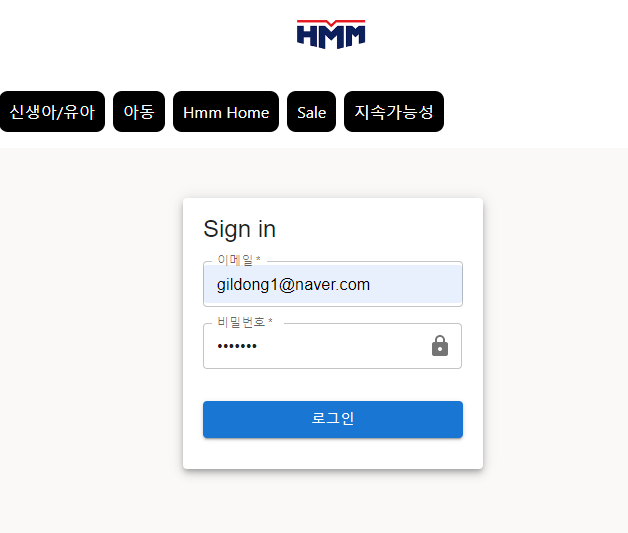 HMM
신생아/유아 아동 Hmm Home Sale 지속가능성
Sign in
이메일 *
gildong1@naver.com
비밀번호 *
•••••••
로그인